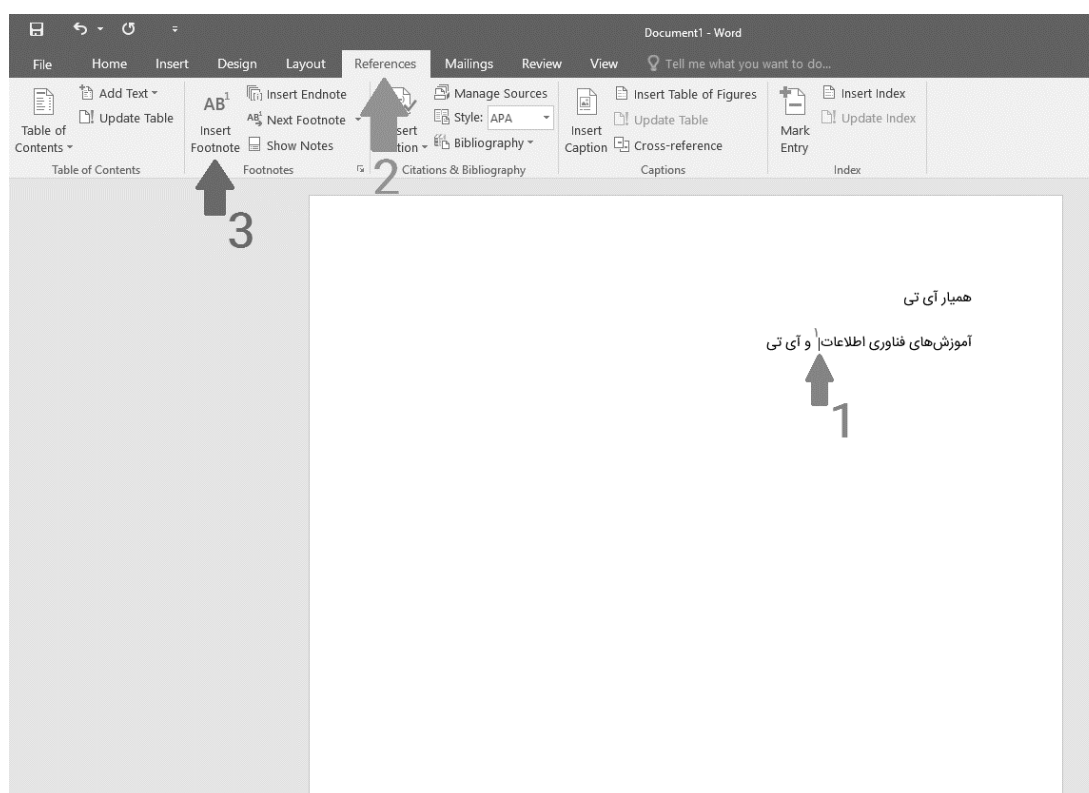 Document1 - Word
File Home Insert Design Layout References Mailings Review View Tell me what you want to do...
Table of Contents
Add Text
Update Table
Table of Contents
AB1
Insert Footnote
Insert Endnote
Next Footnote
Show Notes
Footnotes
Manage Sources
Style: APA
Bibliography
Citations & Bibliography
Insert Caption
Insert Table of Figures
Update Table
Cross-reference
Captions
Mark Entry
Insert Index
Update Index
Index
2
3
همیار آی تی
آموزش‌های فناوری اطلاعات۱ و آی تی
1